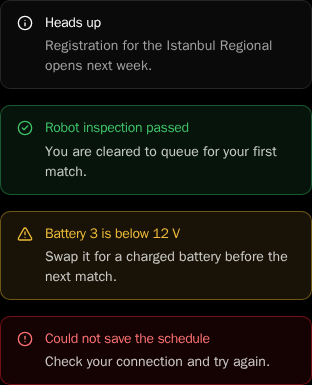 Heads up
Registration for the Istanbul Regional
opens next week.
Robot inspection passed
You are cleared to queue for your first
match.
Battery 3 is below 12 V
Swap it for a charged battery before the
next match.
Could not save the schedule
Check your connection and try again.